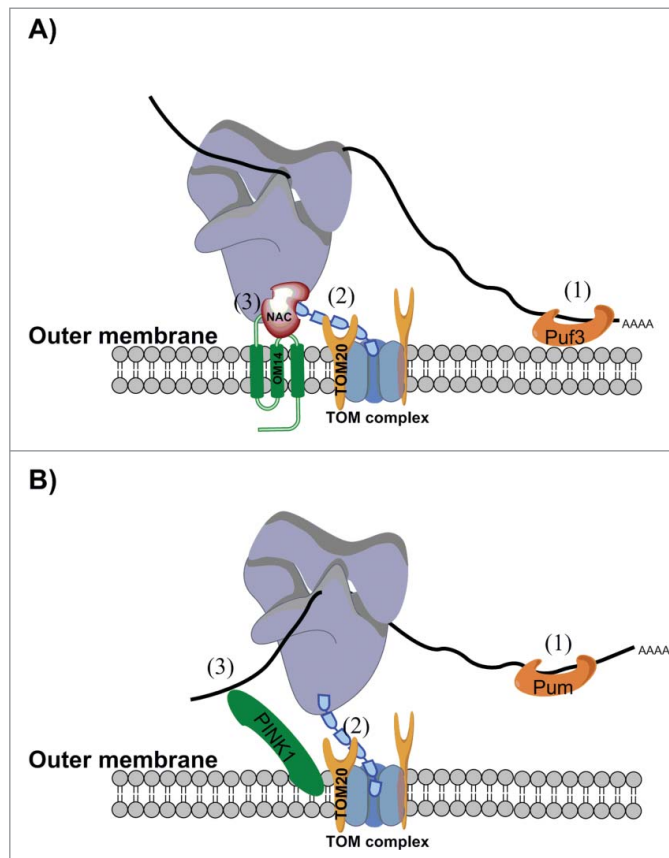 A)
(1)
(2)
(3)
NAC
AAAA
Puf3
Outer membrane
OM14
TOM20
TOM complex
B)
(1)
AAAA
(3)
Pum
(2)
PINK1
Outer membrane
TOM20
TOM complex